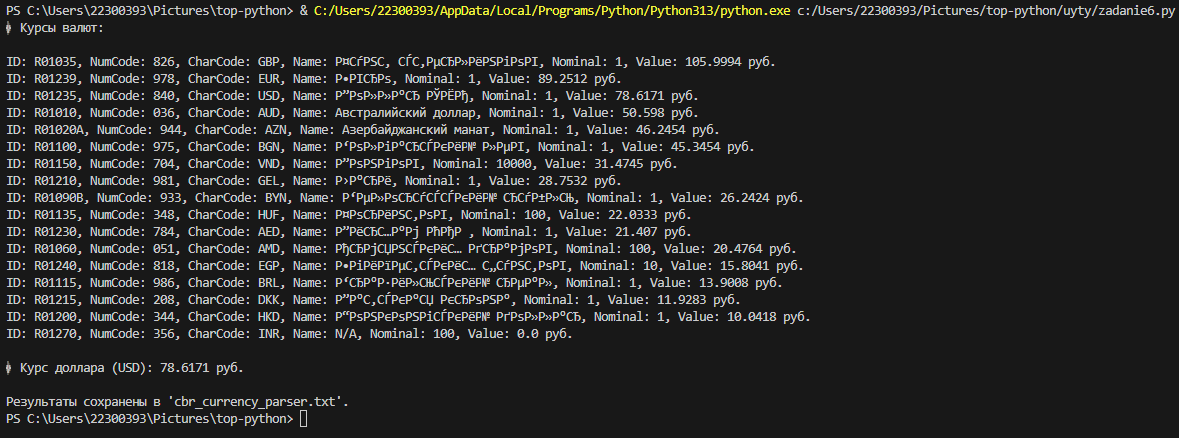 PS C:\Users\22300393\Pictures\top-python> & C:/Users/22300393/AppData/Local/Programs/Python/Python313/python.exe c:/Users/22300393/Pictures/top-python/uyty/zadanie6.py
Курсы валют:
ID: R01035, NumCode: 826, CharCode: GBP, Name: Р¤СѓРЅС‚ СЃС‚РµСЂР»РёРЅРіРѕРІ, Nominal: 1, Value: 105.9994 руб.
ID: R01239, NumCode: 978, CharCode: EUR, Name: Р•РІСЂРѕ, Nominal: 1, Value: 89.2512 руб.
ID: R01235, NumCode: 840, CharCode: USD, Name: Р”РѕР»Р»Р°СЂ РЎРЁРђ, Nominal: 1, Value: 78.6171 руб.
ID: R01010, NumCode: 036, CharCode: AUD, Name: Австралийский доллар, Nominal: 1, Value: 50.598 руб.
ID: R01020A, NumCode: 944, CharCode: AZN, Name: Азербайджанский манат, Nominal: 1, Value: 46.2454 руб.
ID: R01100, NumCode: 975, CharCode: BGN, Name: Р‘РѕР»РіР°СЂСЃРєРёР№ Р»РµРІ, Nominal: 1, Value: 45.3454 руб.
ID: R01150, NumCode: 704, CharCode: VND, Name: Р”РѕРЅРіРѕРІ, Nominal: 10000, Value: 31.4745 руб.
ID: R01210, NumCode: 981, CharCode: GEL, Name: Р›Р°СЂРё, Nominal: 1, Value: 28.7532 руб.
ID: R01090B, NumCode: 933, CharCode: BYN, Name: Р‘РµР»РѕСЂСѓСЃСЃРєРёР№ СЂСѓР±Р»СЊ, Nominal: 1, Value: 26.2424 руб.
ID: R01135, NumCode: 348, CharCode: HUF, Name: Р¤РѕСЂРёРЅС‚РѕРІ, Nominal: 100, Value: 22.0333 руб.
ID: R01230, NumCode: 784, CharCode: AED, Name: Р”РёСЂС…Р°Рј РћРђР , Nominal: 1, Value: 21.407 руб.
ID: R01060, NumCode: 051, CharCode: AMD, Name: РђСЂРјСЏРЅСЃРєРёС… РґСЂР°РјРѕРІ, Nominal: 100, Value: 20.4764 руб.
ID: R01240, NumCode: 818, CharCode: EGP, Name: Р•РіРёРїРµС‚СЃРєРёС… С„СѓРЅС‚РѕРІ, Nominal: 10, Value: 15.8041 руб.
ID: R01115, NumCode: 986, CharCode: BRL, Name: Р‘СЂР°Р·РёР»СЊСЃРєРёР№ СЂРµР°Р», Nominal: 1, Value: 13.9008 руб.
ID: R01215, NumCode: 208, CharCode: DKK, Name: Р”Р°С‚СЃРєР°СЏ РєСЂРѕРЅР°, Nominal: 1, Value: 11.9283 руб.
ID: R01200, NumCode: 344, CharCode: HKD, Name: Р“РѕРЅРєРѕРЅРіСЃРєРёР№ РґРѕР»Р»Р°СЂ, Nominal: 1, Value: 10.0418 руб.
ID: R01270, NumCode: 356, CharCode: INR, Name: N/A, Nominal: 100, Value: 0.0 руб.
Курс доллара (USD): 78.6171 руб.
Результаты сохранены в 'cbr_currency_parser.txt'.
PS C:\Users\22300393\Pictures\top-python>